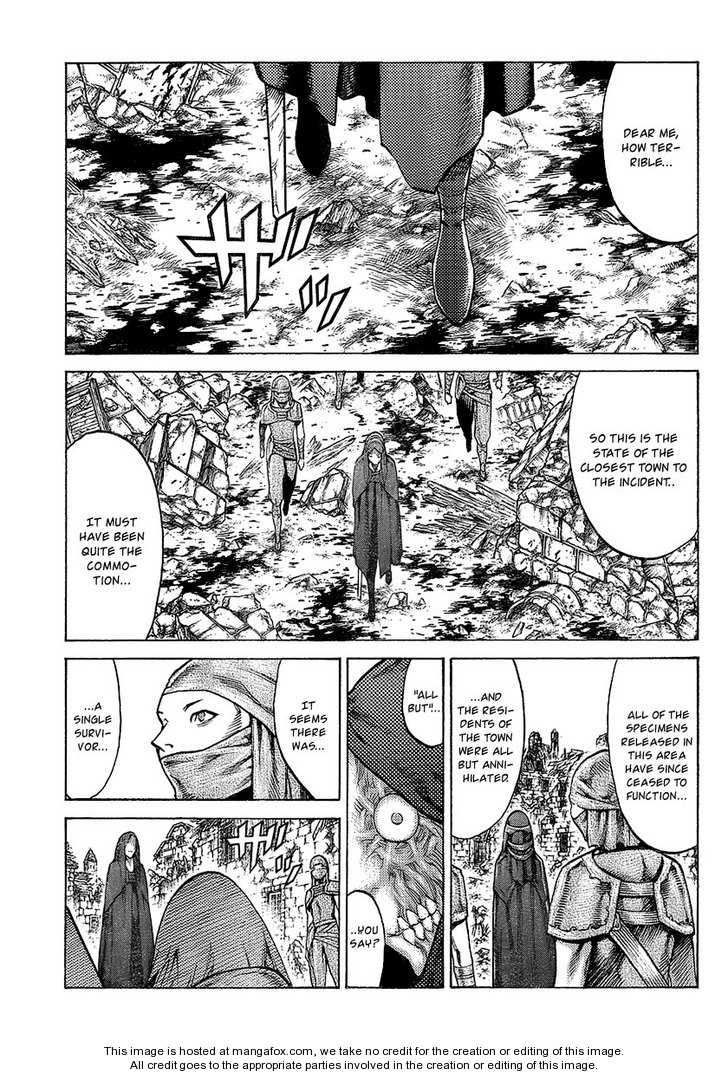 DEAR ME,
HOW TER-
RIBLE...
ザ
ッ
ザッ
SO THIS IS THE
STATE OF THE
CLOSEST TOWN TO
THE INCIDENT..
IT MUST
HAVE BEEN
QUITE THE
COMMO-
TION...
ALL OF THE
SPECIMENS
RELEASED IN
THIS AREA
HAVE SINCE
CEASED TO
FUNCTION...
...AND
THE RESI-
DENTS OF
THE TOWN
WERE ALL
BUT ANNI-
HILATED.
"ALL
BUT"...
...YOU
SAY?
IT
SEEMS
THERE
WAS...
...A
SINGLE
SURVI-
VOR...
This image is hosted at mangafox.com, we take no credit for the creation or editing of this image.
All credit goes to the appropriate parties involved in the creation or editing of this image.